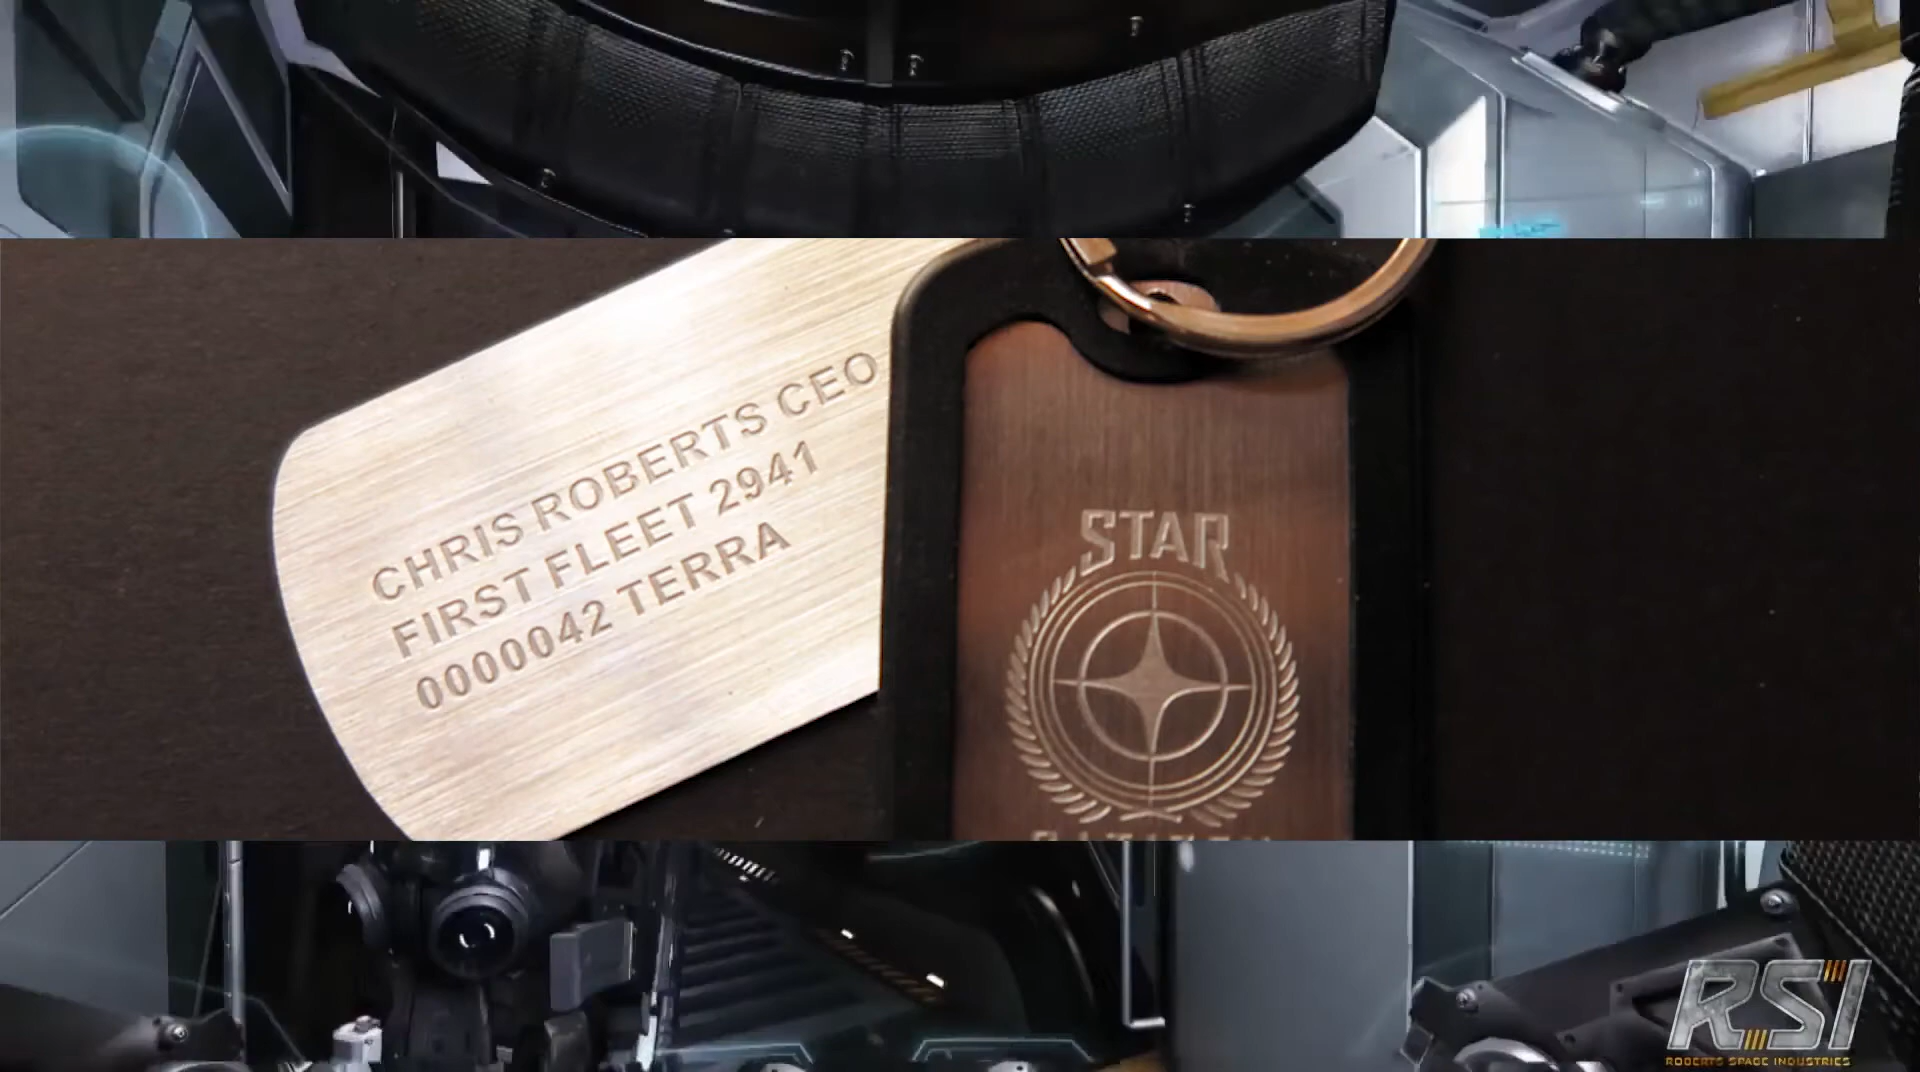 CHRIS ROBERTS CEO
FIRST FLEET 2941
0000042 TERRA
STAR
RSI
ROBERTS SPACE INDUSTRIES